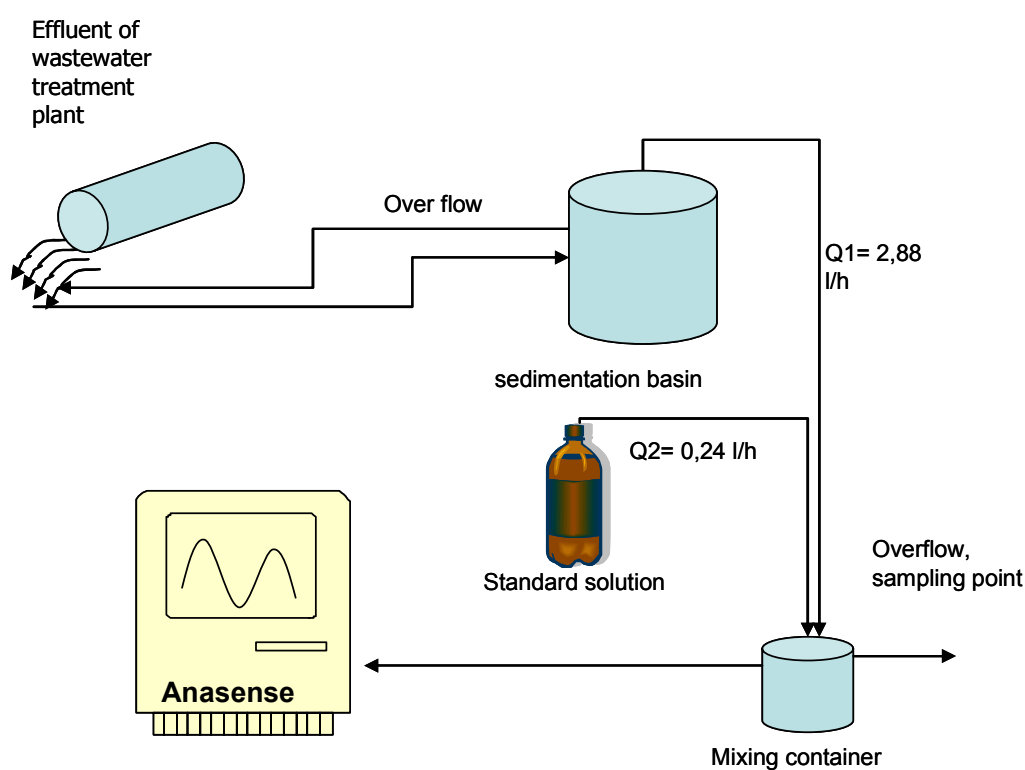 Effluent of
wastewater
treatment
plant
Over flow
Q1= 2,88
l/h
sedimentation basin
Q2= 0,24 l/h
Standard solution
Overflow,
sampling point
Anasense
Mixing container